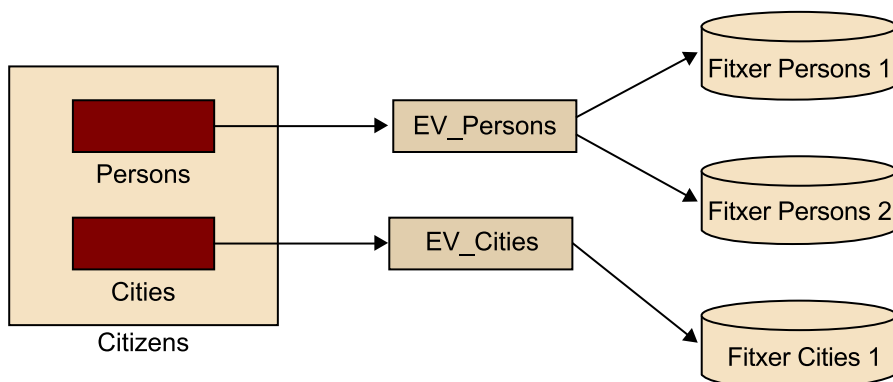 Persons
Cities
Citizens
EV_Persons
EV_Cities
Fitxer Persons 1
Fitxer Persons 2
Fitxer Cities 1